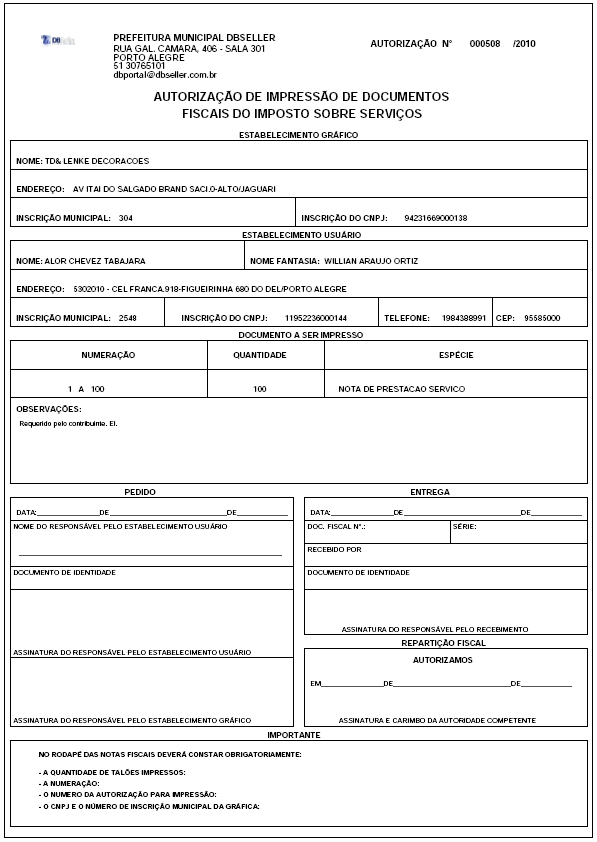 DB
PREFEITURA MUNICIPAL DBSELLER
RUA GAL. CAMARA, 406 - SALA 301
PORTO ALEGRE
51 30765101
dbportal@dbseller.com.br
AUTORIZAÇÃO N° 000508 /2010
AUTORIZAÇÃO DE IMPRESSÃO DE DOCUMENTOS
FISCAIS DO IMPOSTO SOBRE SERVIÇOS
ESTABELECIMENTO GRÁFICO
NOME: TD& LENKE DECORACOES
ENDEREÇO: AV ITAI DO SALGADO BRAND SACI.0-ALTO/JAGUARI
INSCRIÇÃO MUNICIPAL: 304 INSCRIÇÃO DO CNPJ: 94231669000138
ESTABELECIMENTO USUÁRIO
NOME: ALOR CHEVEZ TABAJARA NOME FANTASIA: WILLIAN ARAUJO ORTIZ
ENDEREÇO: 5302010 - CEL FRANCA.918-FIGUEIRINHA 680 DO DEL/PORTO ALEGRE
INSCRIÇÃO MUNICIPAL: 2548 INSCRIÇÃO DO CNPJ: 11952236000144 TELEFONE: 1984388991 CEP: 95585000
DOCUMENTO A SER IMPRESSO
NUMERAÇÃO QUANTIDADE ESPÉCIE
1 A 100 100 NOTA DE PRESTACAO SERVICO
OBSERVAÇÕES:
Requerido pelo contribuinte. El.
PEDIDO ENTREGA
DATA:____________DE______________________DE__________ DATA:____________DE______________________DE__________
NOME DO RESPONSÁVEL PELO ESTABELECIMENTO USUÁRIO
DOC. FISCAL N°.: SÉRIE:
RECEBIDO POR
DOCUMENTO DE IDENTIDADE DOCUMENTO DE IDENTIDADE
ASSINATURA DO RESPONSÁVEL PELO RECEBIMENTO
REPARTIÇÃO FISCAL
ASSINATURA DO RESPONSÁVEL PELO ESTABELECIMENTO USUÁRIO
AUTORIZAMOS
EM____________DE______________________DE__________
ASSINATURA DO RESPONSÁVEL PELO ESTABELECIMENTO GRÁFICO ASSINATURA E CARIMBO DA AUTORIDADE COMPETENTE
IMPORTANTE
NO RODAPÉ DAS NOTAS FISCAIS DEVERÁ CONSTAR OBRIGATORIAMENTE:
- A QUANTIDADE DE TALÕES IMPRESSOS:
- A NUMERAÇÃO:
- O NUMERO DA AUTORIZAÇÃO PARA IMPRESSÃO:
- O CNPJ E O NÚMERO DE INSCRIÇÃO MUNICIPAL DA GRÁFICA: